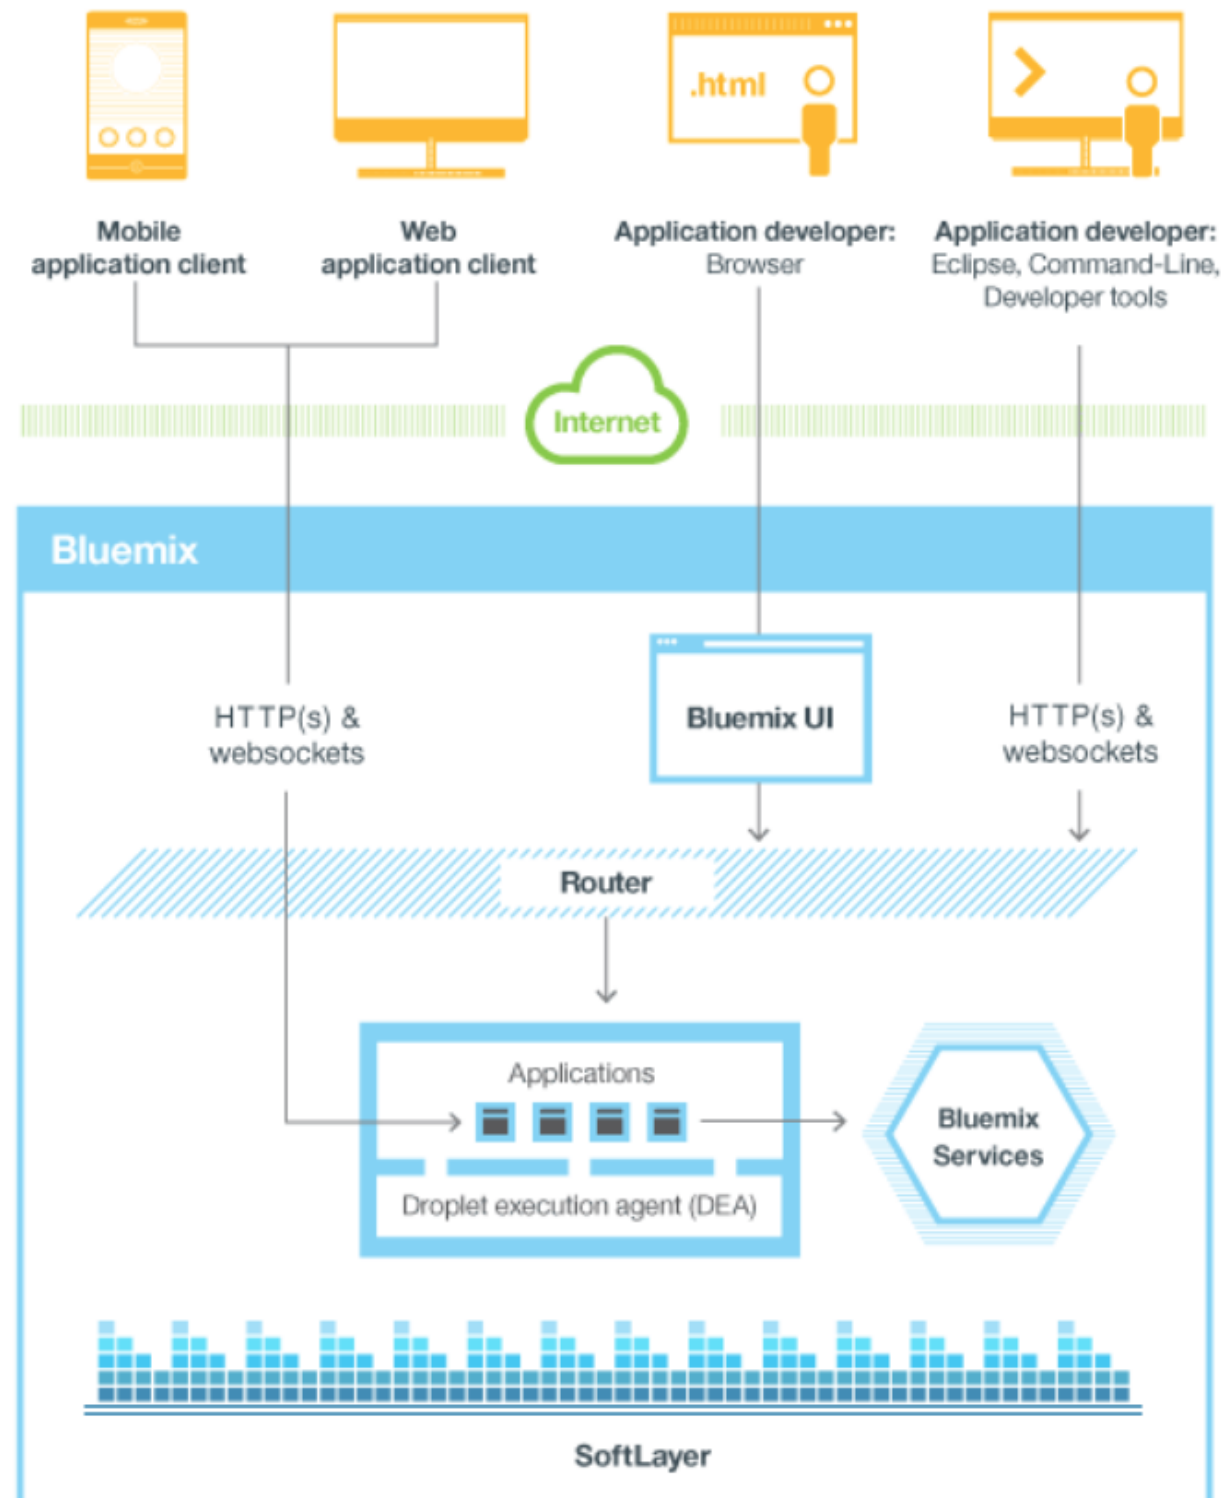 .html
Mobile
application client
Web
application client
Application developer:
Browser
Application developer:
Eclipse, Command-Line,
Developer tools
Internet
Bluemix
HTTP(s) &
websockets
Bluemix UI
HTTP(s) &
websockets
Router
Applications
Droplet execution agent (DEA)
Bluemix
Services
SoftLayer